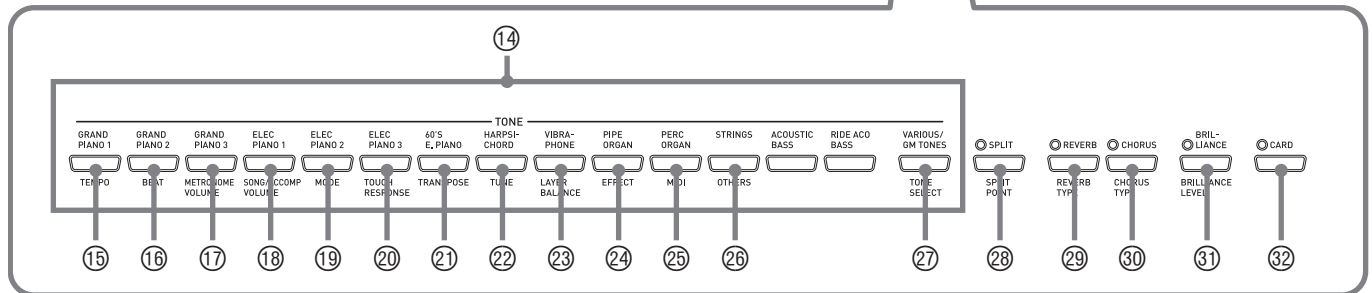 ⑭
TONE
GRAND PIANO 1
GRAND PIANO 2
GRAND PIANO 3
ELEC PIANO 1
ELEC PIANO 2
ELEC PIANO 3
60'S E. PIANO
HARPSI-CHORD
VIBRA-PHONE
PIPE ORGAN
PERC ORGAN
STRINGS
ACOUSTIC BASS
RIDE ACO BASS
VARIOUS/ GM TONES
SPLIT
REVERB
CHORUS
BRIL-LIANCE
CARD
TEMPO
BEAT
METRONOME VOLUME
SONG/ACCOMP VOLUME
MODE
TOUCH RESPONSE
TRANSPOSE
TUNE
LAYER BALANCE
EFFECT
MIDI
OTHERS
TONE SELECT
SPLIT POINT
REVERB TYPE
CHORUS TYPE
BRILLIANCE LEVEL
⑮ ⑯ ⑰ ⑱ ⑲ ⑳ ㉑ ㉒ ㉓ ㉔ ㉕ ㉖ ㉗ ㉘ ㉙ ㉚ ㉛ ㉜